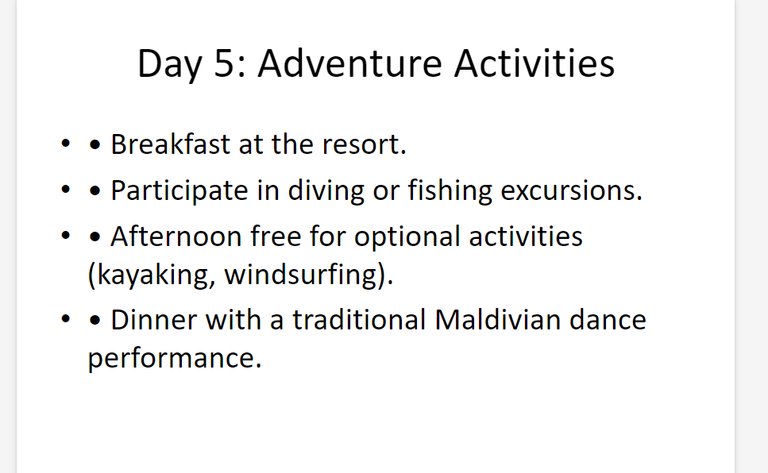 Day 5: Adventure Activities
• • Breakfast at the resort.
• • Participate in diving or fishing excursions.
• • Afternoon free for optional activities
(kayaking, windsurfing).
• • Dinner with a traditional Maldivian dance
performance.